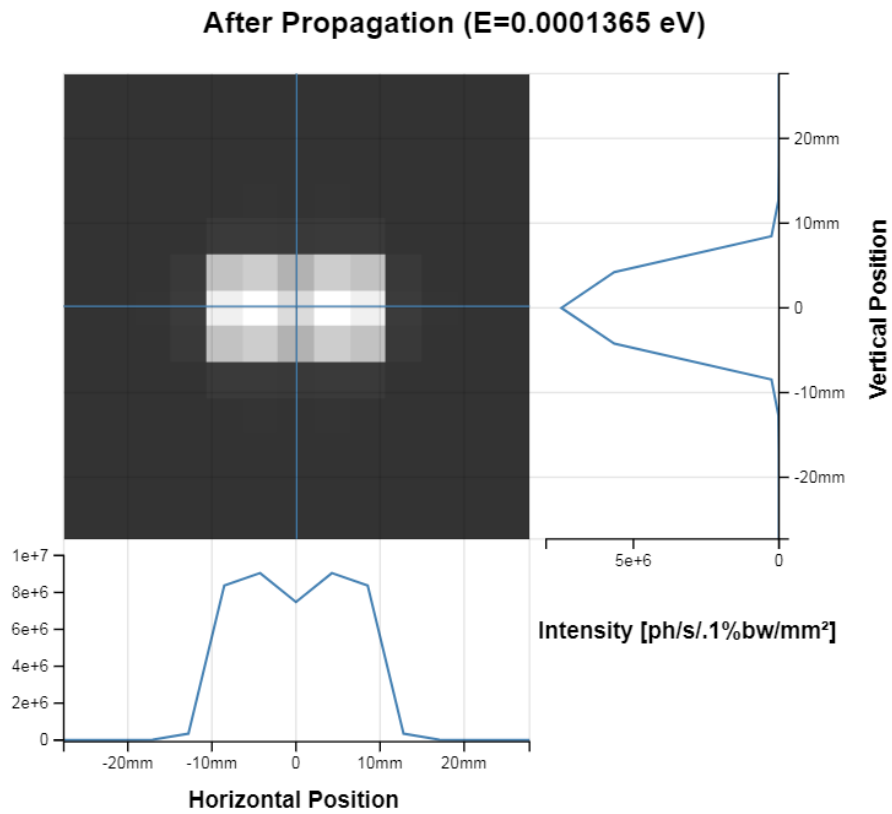 After Propagation (E=0.0001365 eV)
20mm
10mm
0
-10mm
-20mm
Vertical Position
5e+6
0
Intensity [ph/s/.1%bw/mm²]
1e+7
8e+6
6e+6
4e+6
2e+6
0
-20mm
-10mm
0
10mm
20mm
Horizontal Position